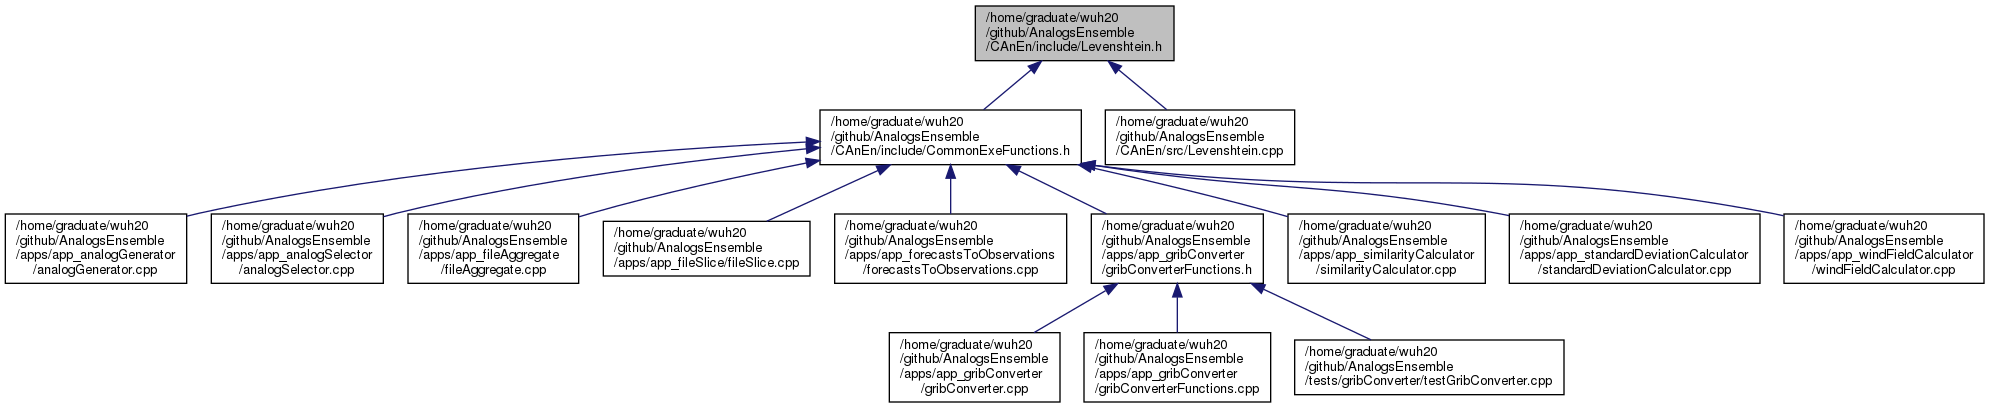 /home/graduate/wuh20
/github/AnalogsEnsemble
/CAnEn/include/Levenshtein.h
/home/graduate/wuh20
/github/AnalogsEnsemble
/CAnEn/include/CommonExeFunctions.h
/home/graduate/wuh20
/github/AnalogsEnsemble
/CAnEn/src/Levenshtein.cpp
/home/graduate/wuh20
/github/AnalogsEnsemble
/apps/app_analogGenerator
/analogGenerator.cpp
/home/graduate/wuh20
/github/AnalogsEnsemble
/apps/app_analogSelector
/analogSelector.cpp
/home/graduate/wuh20
/github/AnalogsEnsemble
/apps/app_fileAggregate
/fileAggregate.cpp
/home/graduate/wuh20
/github/AnalogsEnsemble
/apps/app_fileSlice/fileSlice.cpp
/home/graduate/wuh20
/github/AnalogsEnsemble
/apps/app_forecastsToObservations
/forecastsToObservations.cpp
/home/graduate/wuh20
/github/AnalogsEnsemble
/apps/app_gribConverter
/gribConverterFunctions.h
/home/graduate/wuh20
/github/AnalogsEnsemble
/apps/app_similarityCalculator
/similarityCalculator.cpp
/home/graduate/wuh20
/github/AnalogsEnsemble
/apps/app_standardDeviationCalculator
/standardDeviationCalculator.cpp
/home/graduate/wuh20
/github/AnalogsEnsemble
/apps/app_windFieldCalculator
/windFieldCalculator.cpp
/home/graduate/wuh20
/github/AnalogsEnsemble
/apps/app_gribConverter
/gribConverter.cpp
/home/graduate/wuh20
/github/AnalogsEnsemble
/apps/app_gribConverter
/gribConverterFunctions.cpp
/home/graduate/wuh20
/github/AnalogsEnsemble
/tests/gribConverter/testGribConverter.cpp